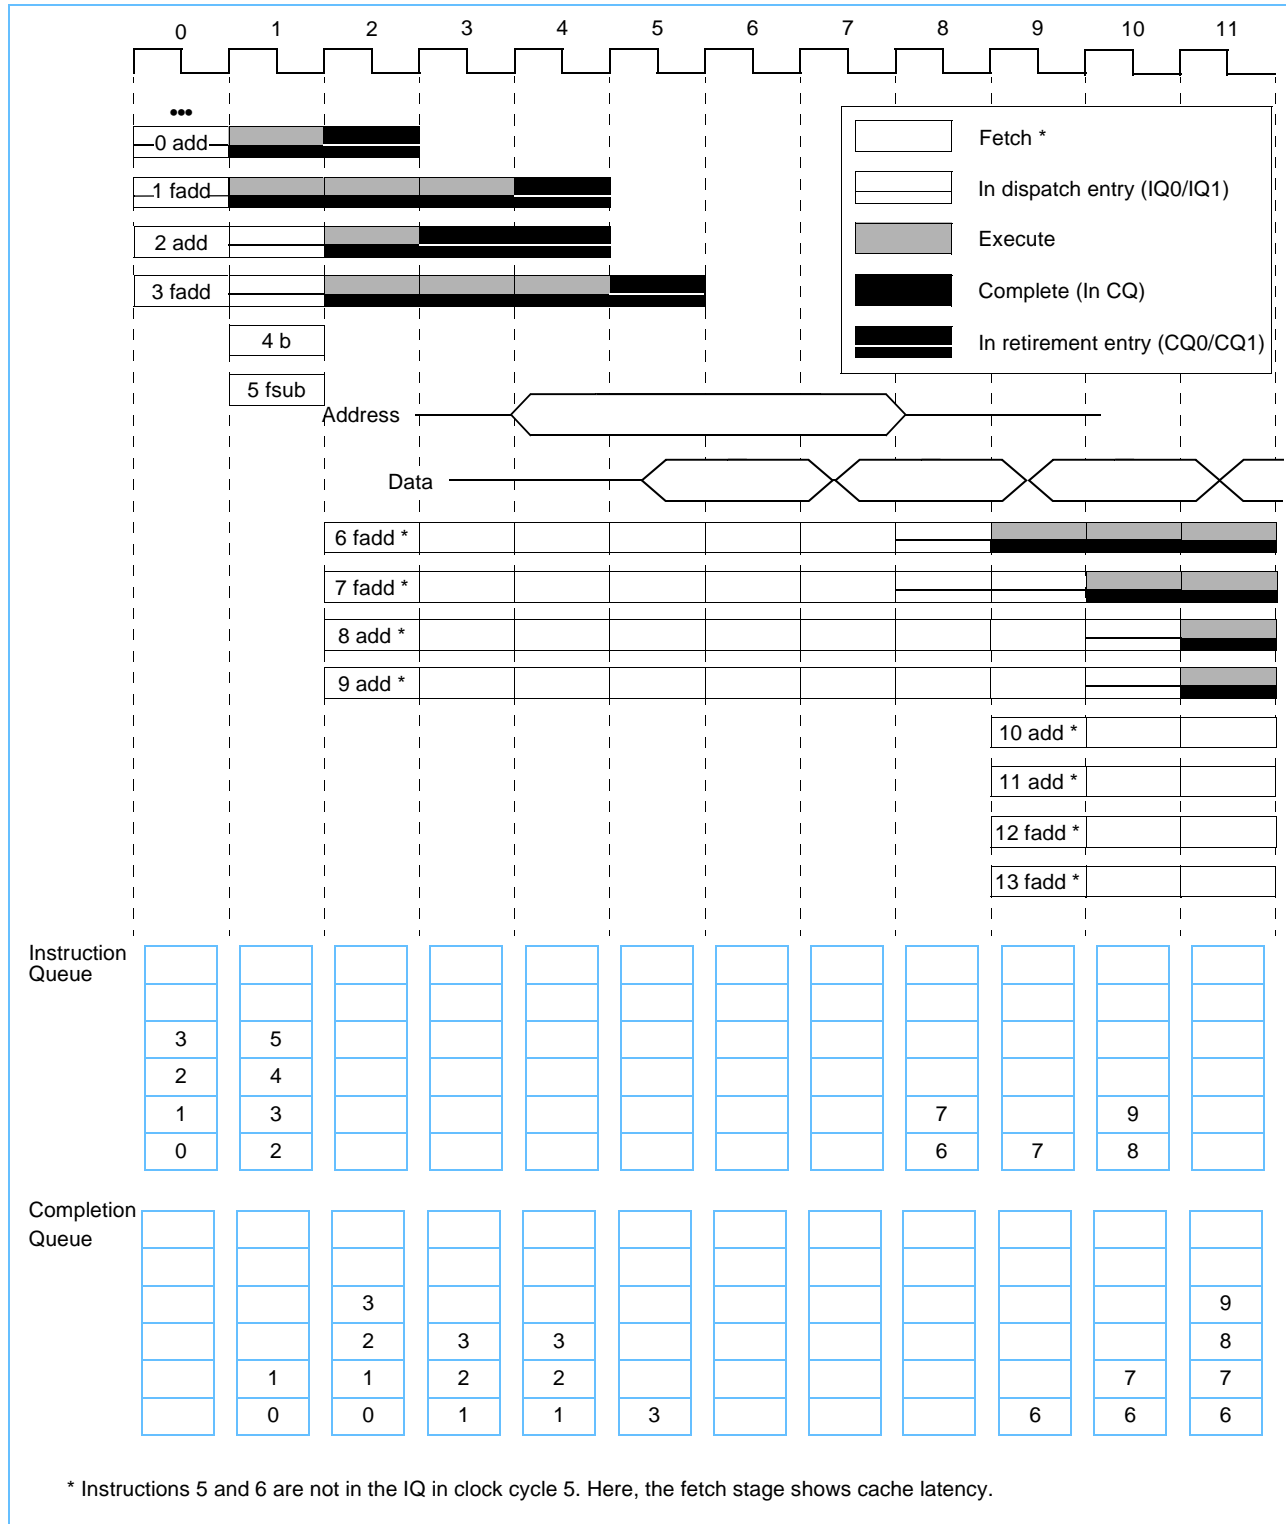 0 1 2 3 4 5 6 7 8 9 10 11
•••
0 add
Fetch *
1 fadd
In dispatch entry (IQ0/IQ1)
2 add
Execute
3 fadd
Complete (In CQ)
4 b
In retirement entry (CQ0/CQ1)
5 fsub
Address
Data
6 fadd *
7 fadd *
8 add *
9 add *
10 add *
11 add *
12 fadd *
13 fadd *
Instruction
Queue
3 5
2 4
1 3 7 9
0 2 6 7 8
Completion
Queue
3 9
2 3 3 8
1 1 2 2 7 7
0 0 1 1 3 6 6 6
* Instructions 5 and 6 are not in the IQ in clock cycle 5. Here, the fetch stage shows cache latency.